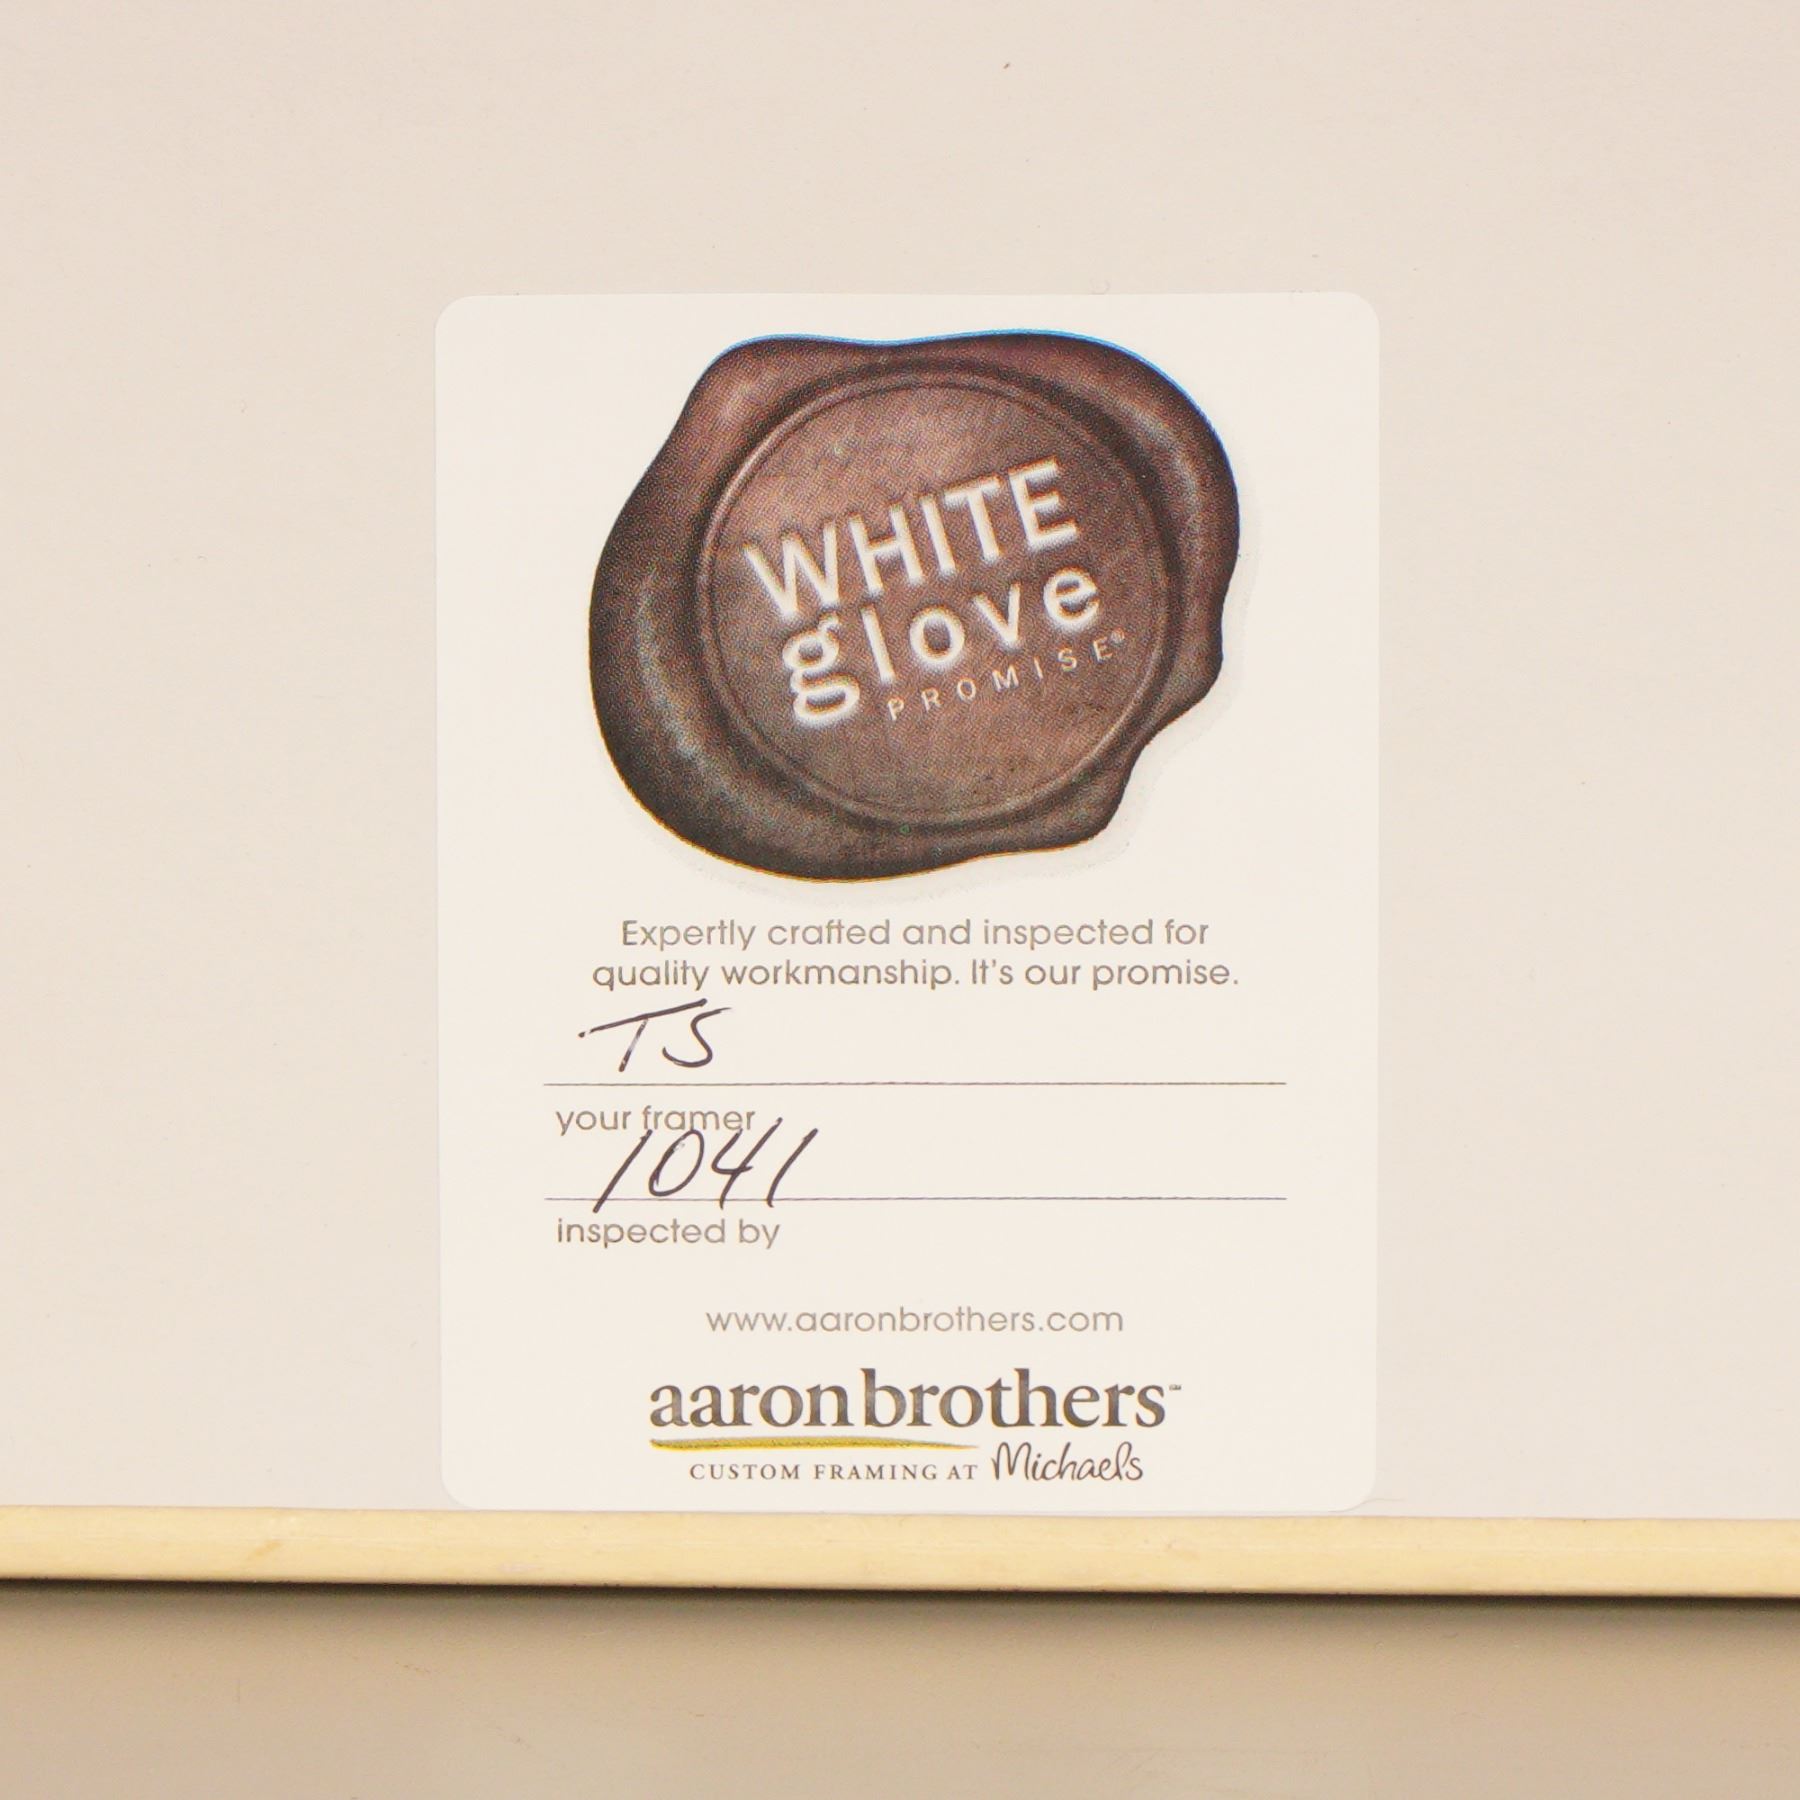 WHITE
glove
PROMISE®
Expertly crafted and inspected for
quality workmanship. It's our promise.
TS
your framer
1041
inspected by
www.aaronbrothers.com
aaronbrothers℠
CUSTOM FRAMING AT Michaels